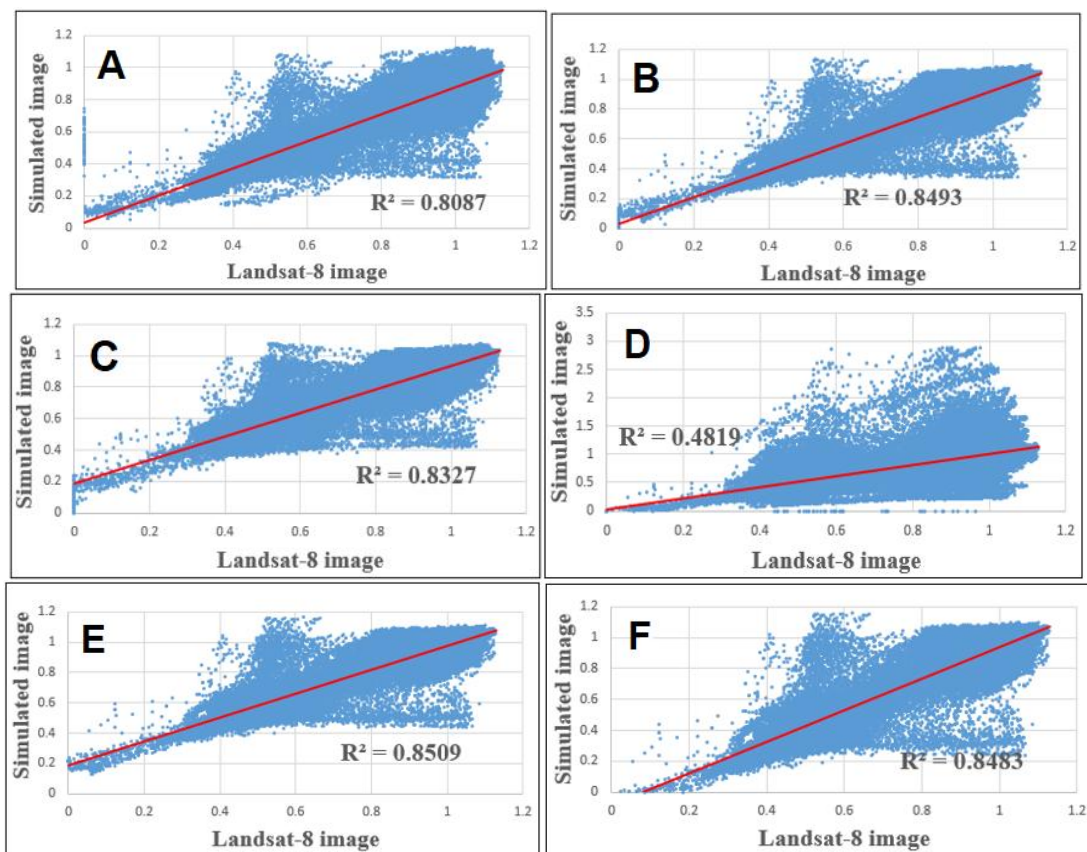 A
Simulated image
1.2
1
0.8
0.6
0.4
0.2
0
R² = 0.8087
0 0.2 0.4 0.6 0.8 1 1.2
Landsat-8 image
B
Simulated image
1.2
1
0.8
0.6
0.4
0.2
0
R² = 0.8493
0 0.2 0.4 0.6 0.8 1 1.2
Landsat-8 image
C
Simulated image
1.2
1
0.8
0.6
0.4
0.2
0
R² = 0.8327
0 0.2 0.4 0.6 0.8 1 1.2
Landsat-8 image
D
Simulated image
3.5
3
2.5
2
1.5
1
0.5
0
R² = 0.4819
0 0.2 0.4 0.6 0.8 1 1.2
Landsat-8 image
E
Simulated image
1.2
1
0.8
0.6
0.4
0.2
0
R² = 0.8509
0 0.2 0.4 0.6 0.8 1 1.2
Landsat-8 image
F
Simulated image
1.2
1
0.8
0.6
0.4
0.2
0
R² = 0.8483
0 0.2 0.4 0.6 0.8 1 1.2
Landsat-8 image